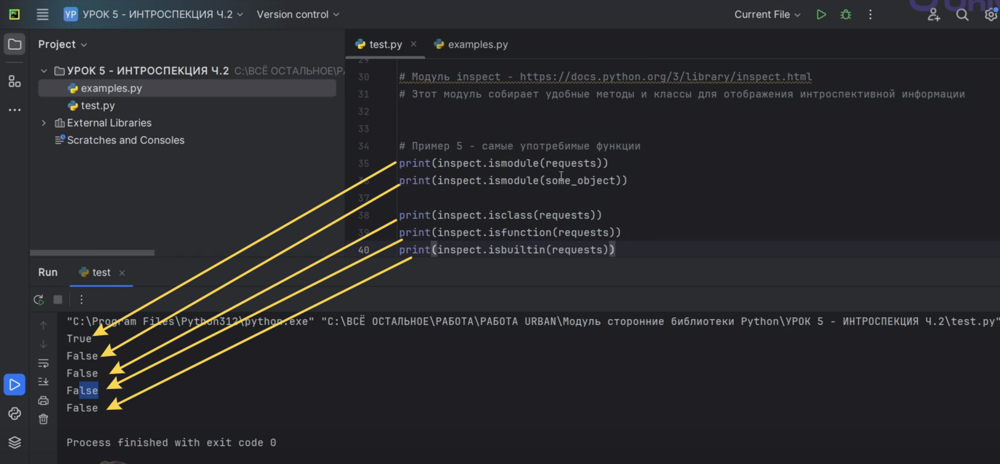 УР УРОК 5 - ИНТРОСПЕКЦИЯ Ч.2 Version control Current File
Project
УРОК 5 - ИНТРОСПЕКЦИЯ Ч.2 C:\ВСЁ ОСТАЛЬНОЕ\РА
examples.py
test.py
External Libraries
Scratches and Consoles
test.py × examples.py
29
30 # Модуль inspect - https://docs.python.org/3/library/inspect.html
31 # Этот модуль собирает удобные методы и классы для отображения интроспективной информации
32
33
34 # Пример 5 - самые употребимые функции
35 print(inspect.ismodule(requests))
36 print(inspect.ismodule(some_object))
37
38 print(inspect.isclass(requests))
39 print(inspect.isfunction(requests))
40 print(inspect.isbuiltin(requests))
Run test ×
"C:\Program Files\Python312\python.exe" "C:\ВСЁ ОСТАЛЬНОЕ\РАБОТА\РАБОТА URBAN\Модуль сторонние библиотеки Python\УРОК 5 - ИНТРОСПЕКЦИЯ Ч.2\test.py"
True
False
False
False
False
Process finished with exit code 0